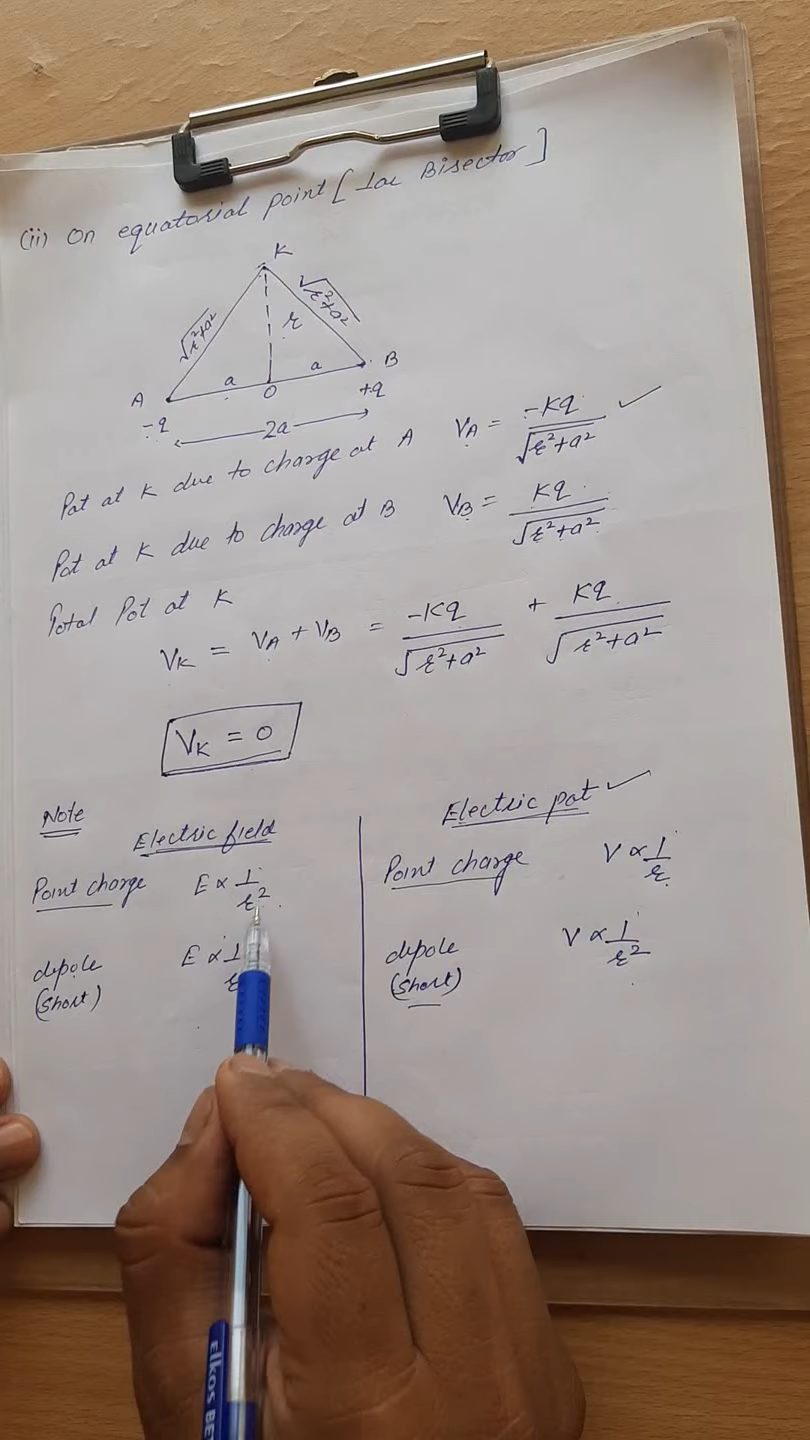 (ii) On equatorial point [ ⊥ar Bisector ]
K
√r²+a²
√r²+a²
r
A a O a B
-q +q
2a
Pot at K due to charge at A VA = -Kq / √r²+a² ✓
Pot at K due to charge at B VB = Kq / √r²+a²
Total Pot at K
VK = VA + VB = -Kq / √r²+a² + Kq / √r²+a²
VK = 0
Note
Electric field
Point charge E ∝ 1/r²
dipole E ∝ 1/r
(Short)
Electric pot ✓
Point charge V ∝ 1/r
dipole V ∝ 1/r²
(Short)
elkos BE